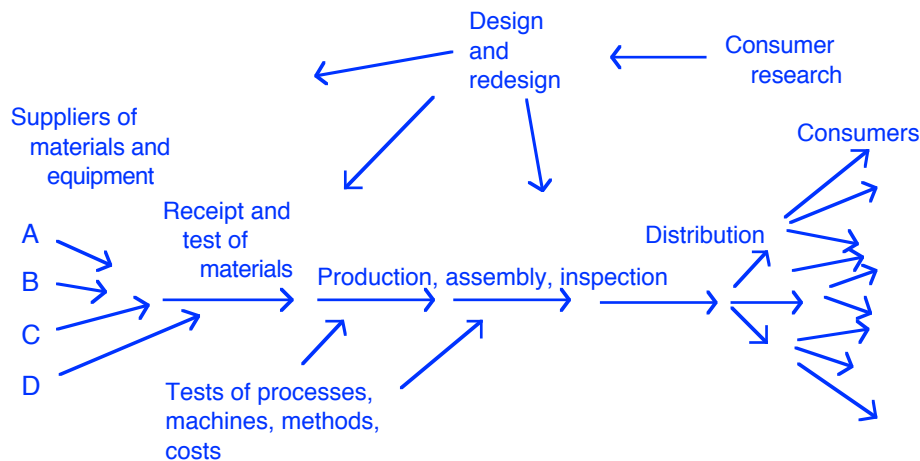 Design
and
redesign
Consumer
research
Suppliers of
materials and
equipment
Consumers
A
B
C
D
Receipt and
test of
materials
Production, assembly, inspection
Distribution
Tests of processes,
machines, methods,
costs